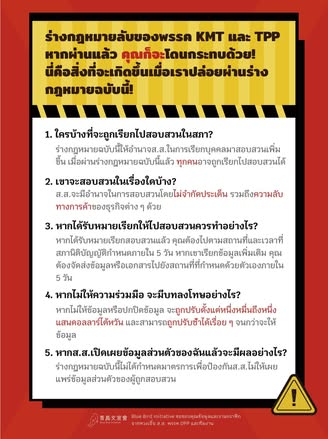 ร่างกฎหมายลับของพรรค KMT และ TPP
หากผ่านแล้ว คุณก็จะโดนกระทบด้วย!
นี่คือสิ่งที่จะเกิดขึ้นเมื่อเราปล่อยผ่านร่าง
กฎหมายฉบับนี้!
1. ใครบ้างที่จะถูกเรียกไปสอบสวนในสภา?
ร่างกฎหมายฉบับนี้ให้อำนาจส.ส.ในการเรียกบุคคลมาสอบสวนเพิ่ม
ขึ้น เมื่อผ่านร่างกฎหมายฉบับนี้แล้ว ทุกคนอาจถูกเรียกไปสอบสวนได้
2. เขาจะสอบสวนในเรื่องใดบ้าง?
ส.ส.จะมีอำนาจในการสอบสวนโดยไม่จำกัดประเด็น รวมถึงความลับ
ทางการค้าของธุรกิจต่าง ๆ ด้วย
3. หากได้รับหมายเรียกให้ไปสอบสวนควรทำอย่างไร?
หากได้รับหมายเรียกสอบสวนแล้ว คุณต้องไปตามสถานที่และเวลาที่
สภานิติบัญญัติกำหนดภายใน 5 วัน หากเขาเรียกข้อมูลเพิ่มเติม คุณ
ต้องจัดส่งข้อมูลหรือเอกสารไปยังสถานที่ที่กำหนดด้วยตัวเองภายใน
5 วัน
4. หากไม่ให้ความร่วมมือ จะมีบทลงโทษอย่างไร?
หากไม่ให้ข้อมูลหรือปกปิดข้อมูล จะถูกปรับตั้งแต่หนึ่งหมื่นถึงหนึ่ง
แสนดอลลาร์ไต้หวัน และสามารถถูกปรับซ้ำได้เรื่อย ๆ จนกว่าจะให้
ข้อมูล
5. หากส.ส.เปิดเผยข้อมูลส่วนตัวของฉันแล้วจะมีผลอย่างไร?
ร่างกฎหมายฉบับนี้ไม่ได้กำหนดมาตรการเพื่อป้องกันส.ส.ไม่ให้เผย
แพร่ข้อมูลส่วนตัวของผู้ถูกสอบสวน
青鳥文宣會